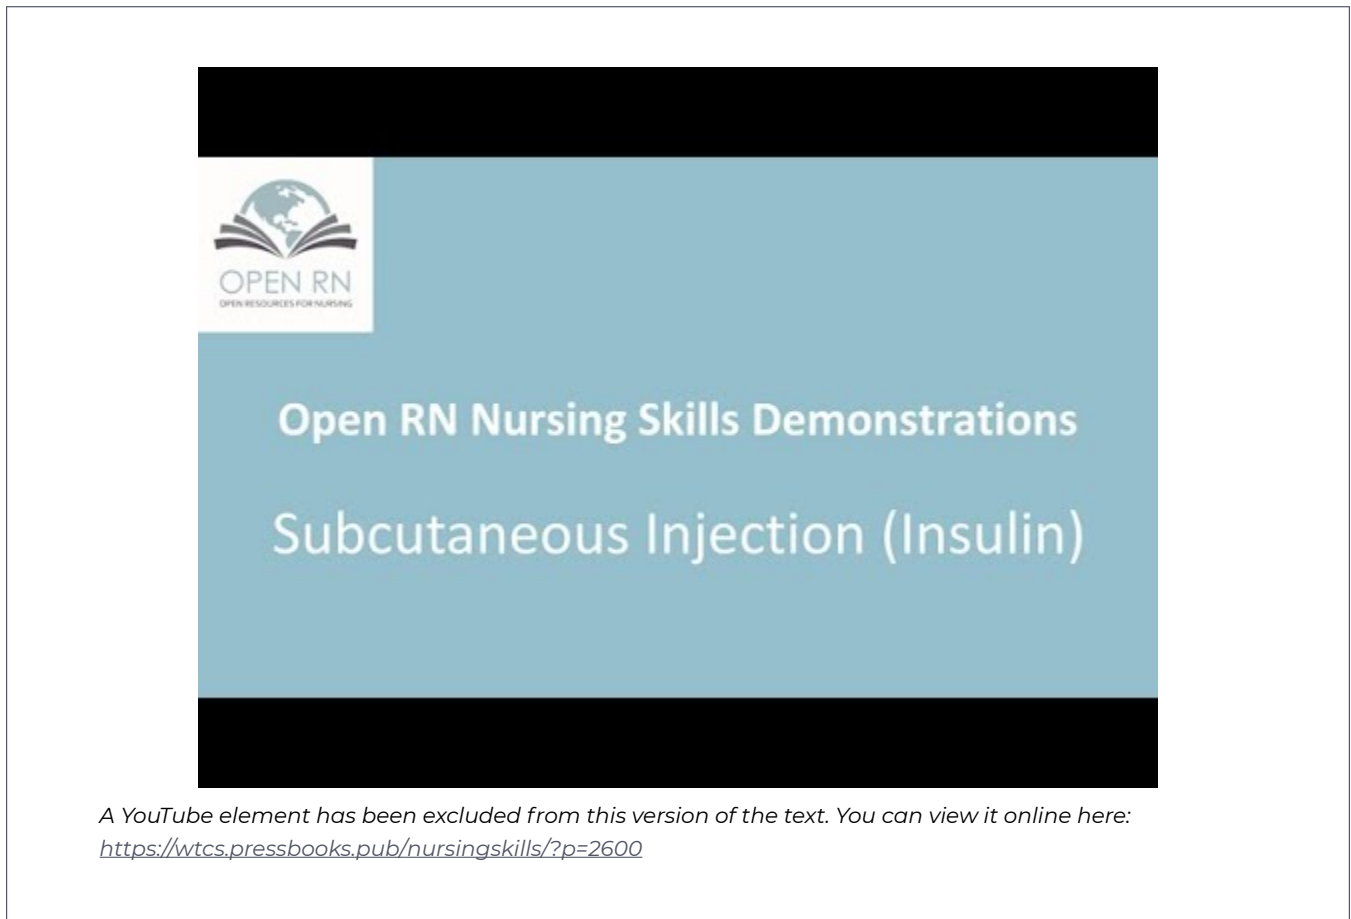 OPEN RN
OPEN RESOURCES FOR NURSING
Open RN Nursing Skills Demonstrations
Subcutaneous Injection (Insulin)
A YouTube element has been excluded from this version of the text. You can view it online here:
https://wtcs.pressbooks.pub/nursingskills/?p=2600